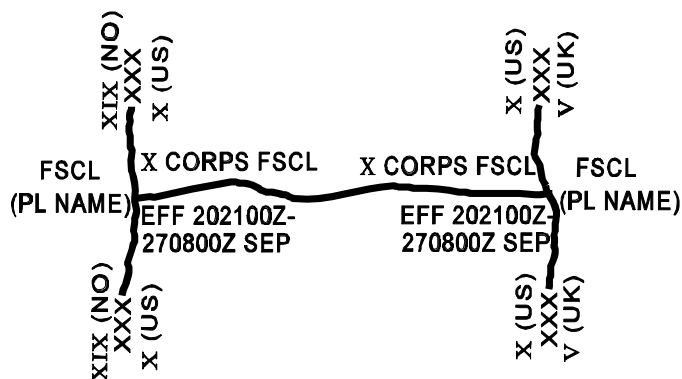 XIX (NO)
XXX
X (US)
X (US)
XXX
V (UK)
FSCL
(PL NAME)
X CORPS FSCL
EFF 202100Z-
270800Z SEP
X CORPS FSCL
EFF 202100Z-
270800Z SEP
FSCL
(PL NAME)
XIX (NO)
XXX
X (US)
X (US)
XXX
V (UK)